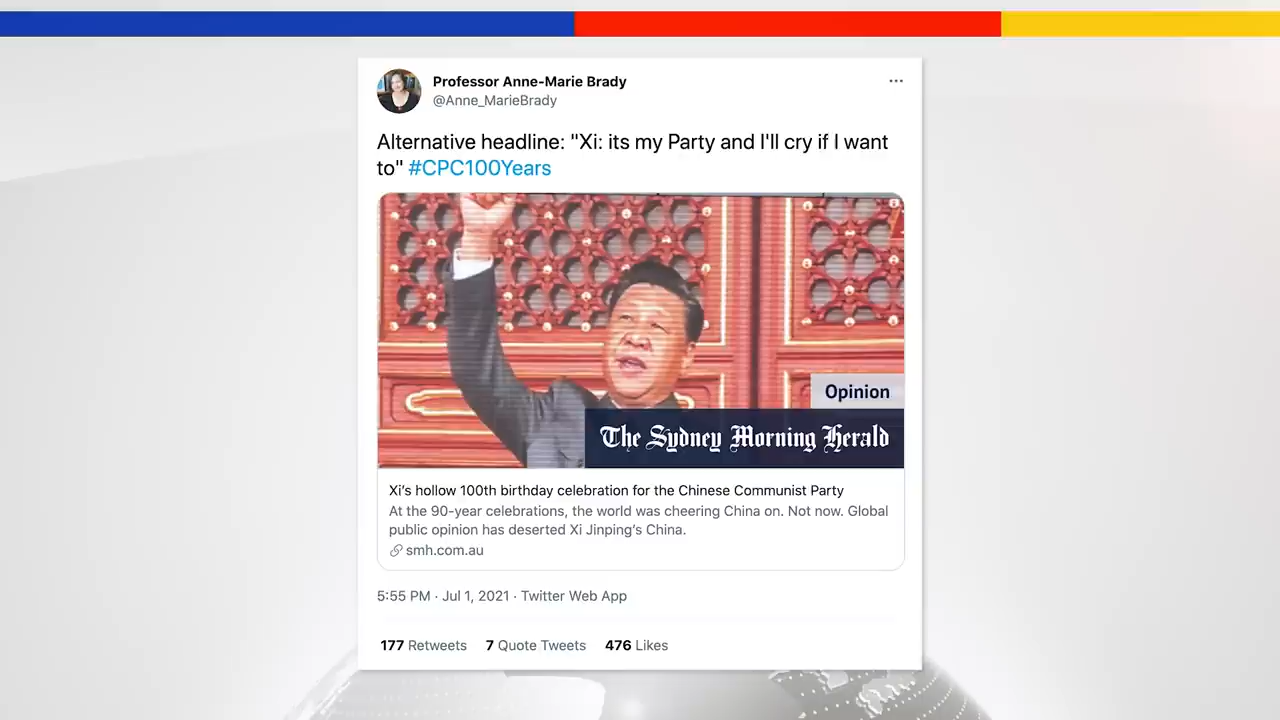 Professor Anne-Marie Brady
@Anne_MarieBrady
Alternative headline: "Xi: its my Party and I'll cry if I want
to" #CPC100Years
Opinion
The Sydney Morning Herald
Xi's hollow 100th birthday celebration for the Chinese Communist Party
At the 90-year celebrations, the world was cheering China on. Not now. Global
public opinion has deserted Xi Jinping's China.
smh.com.au
5:55 PM · Jul 1, 2021 · Twitter Web App
177 Retweets 7 Quote Tweets 476 Likes